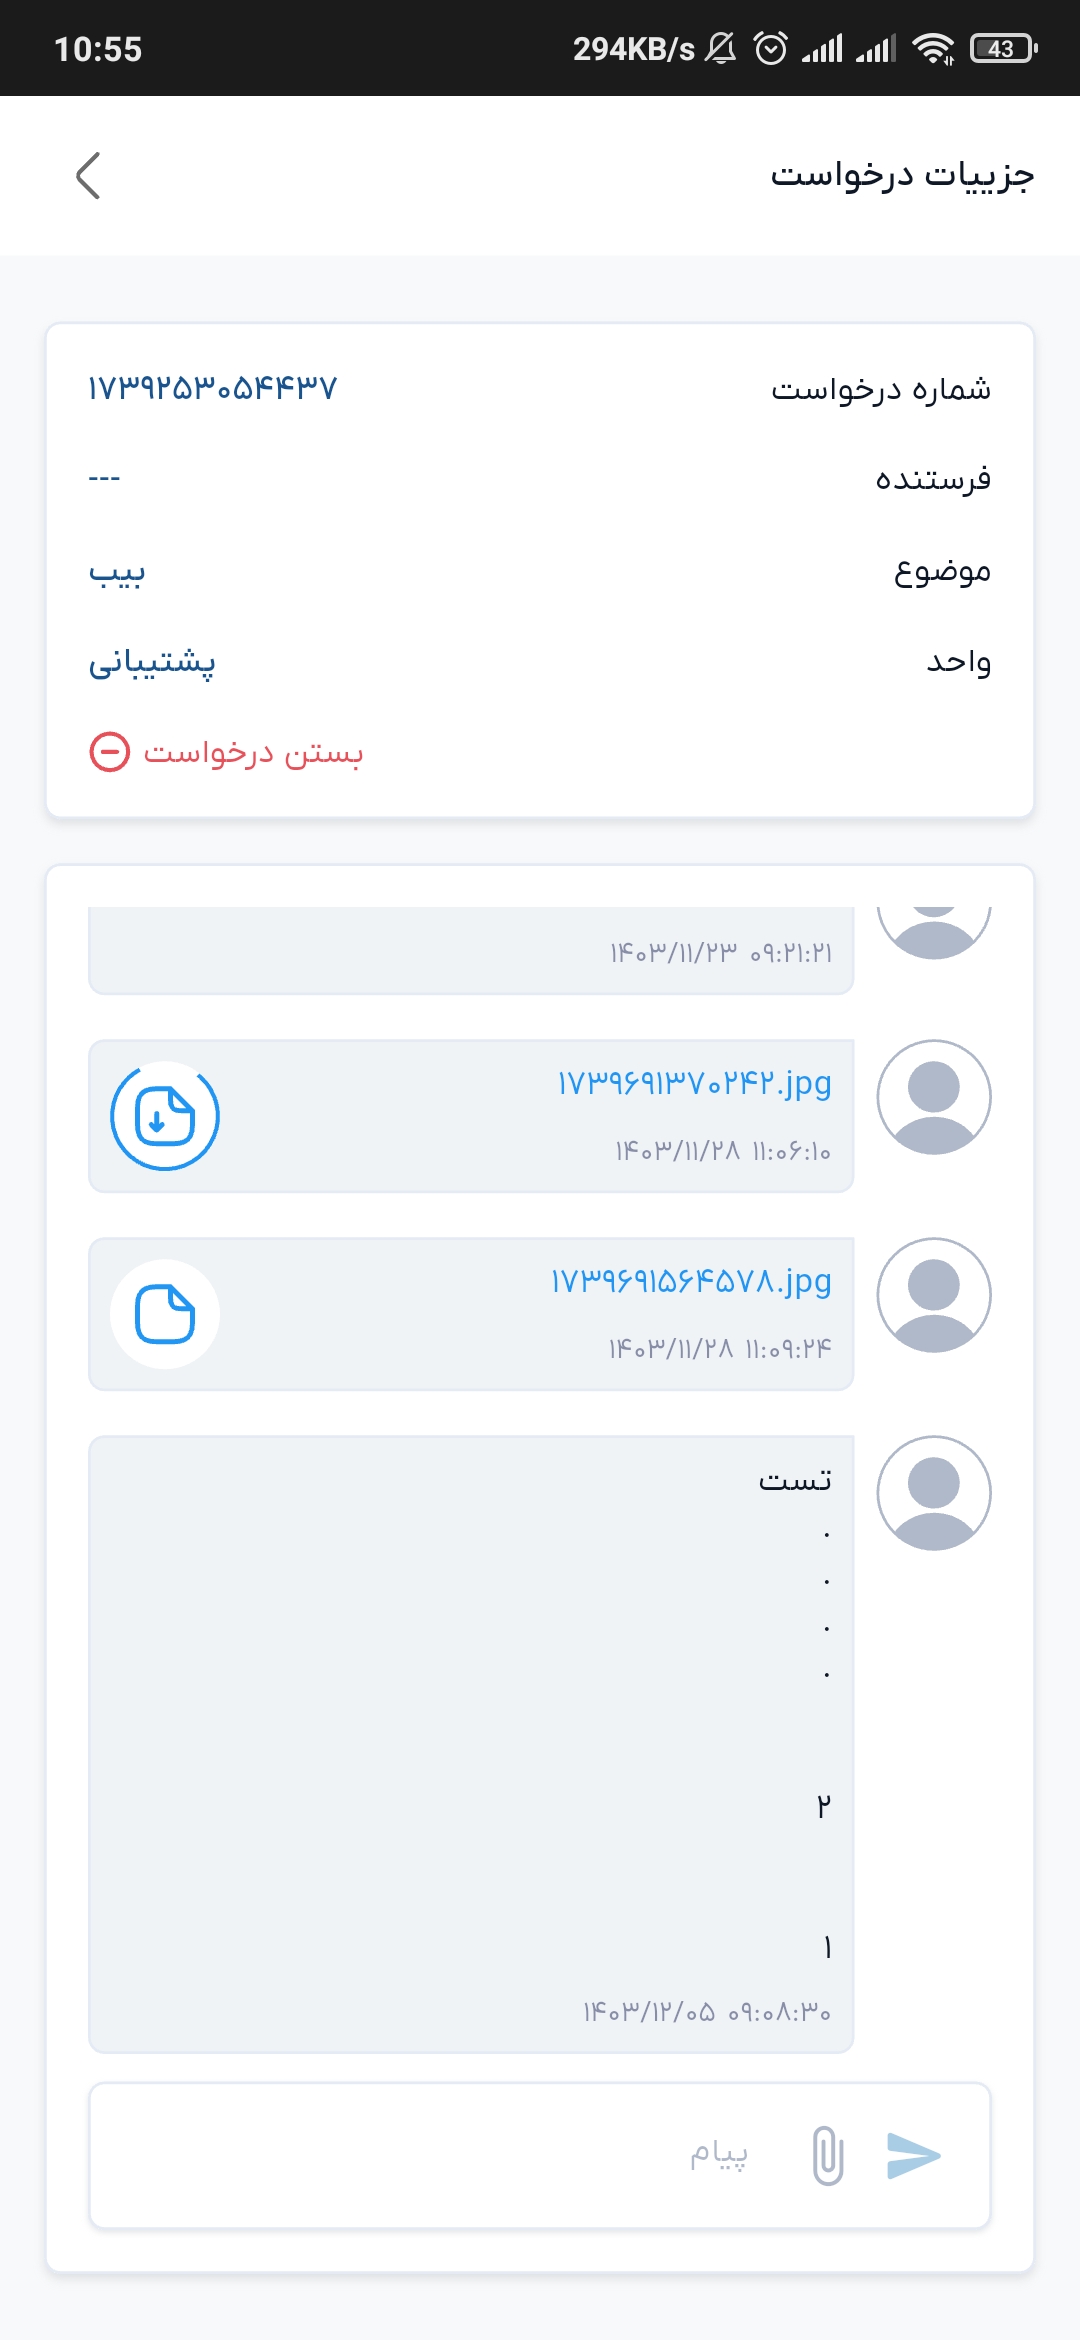 10:55 294KB/s 43
جزییات درخواست
شماره درخواست ۱۷۳۹۲۵۳۰۵۴۴۳۷
فرستنده ---
موضوع بیب
واحد پشتیبانی
بستن درخواست
۱۴۰۳/۱۱/۲۳ ۰۹:۲۱:۲۱
۱۷۳۹۶۹۱۳۷۰۲۴۲.jpg
۱۴۰۳/۱۱/۲۸ ۱۱:۰۶:۱۰
۱۷۳۹۶۹۱۵۶۴۵۷۸.jpg
۱۴۰۳/۱۱/۲۸ ۱۱:۰۹:۲۴
تست
.
.
.
.
۲
۱
۱۴۰۳/۱۲/۰۵ ۰۹:۰۸:۳۰
پیام